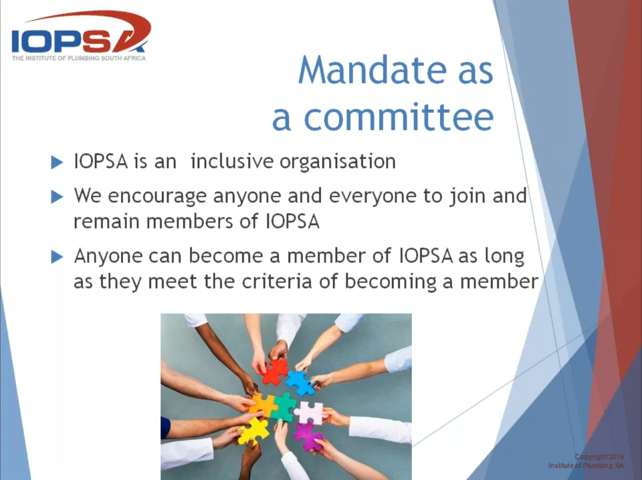 IOPSA
THE INSTITUTE OF PLUMBING SOUTH AFRICA
Mandate as
a committee
IOPSA is an inclusive organisation
We encourage anyone and everyone to join and
remain members of IOPSA
Anyone can become a member of IOPSA as long
as they meet the criteria of becoming a member
Copyright2019
Institute of Plumbing SA